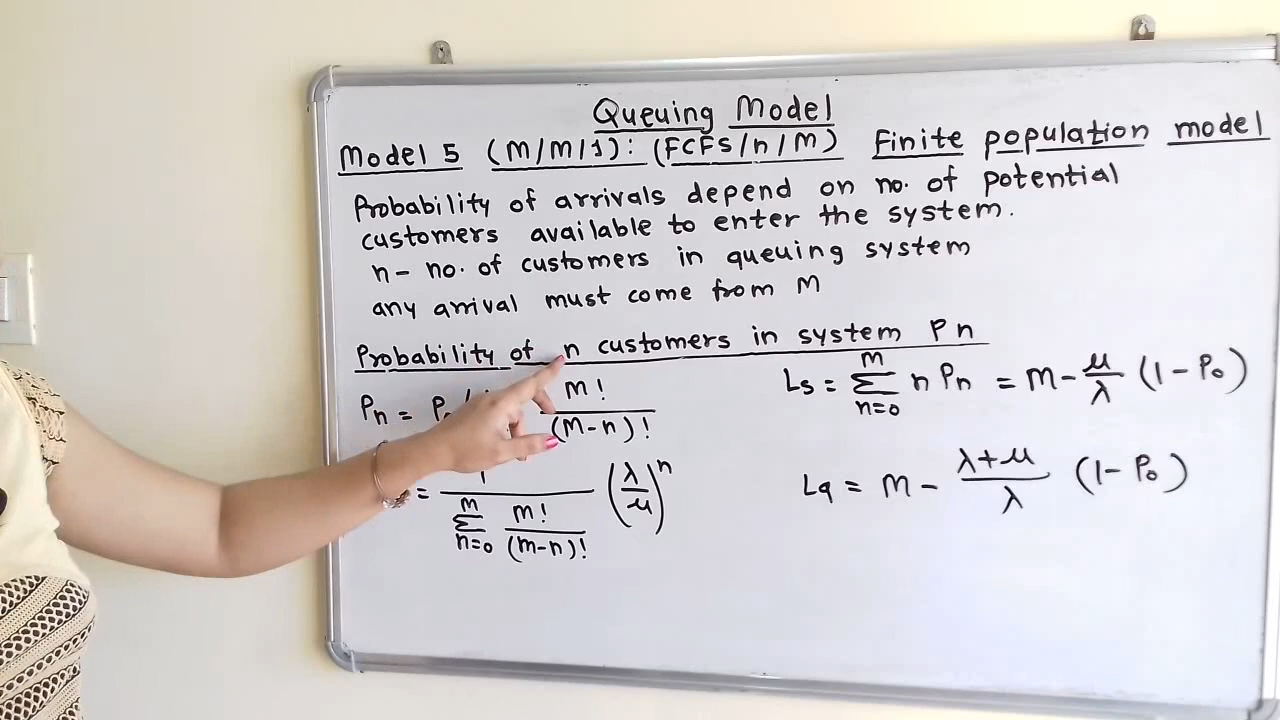 Queuing Model
Model 5 (M/M/1): (FCFS/n/M) Finite population model
Probability of arrivals depend on no. of potential
customers available to enter the system.
n - no. of customers in queuing system
any arrival must come from M
Probability of n customers in system Pn
Pn = M! / (M-n)!
= 1 / Σ n=0 M M! / (M-n)! (λ/μ)^n
Ls = Σ n=0 M n Pn = M - μ/λ (1 - P₀)
Lq = M - (λ+μ)/λ (1 - P₀)